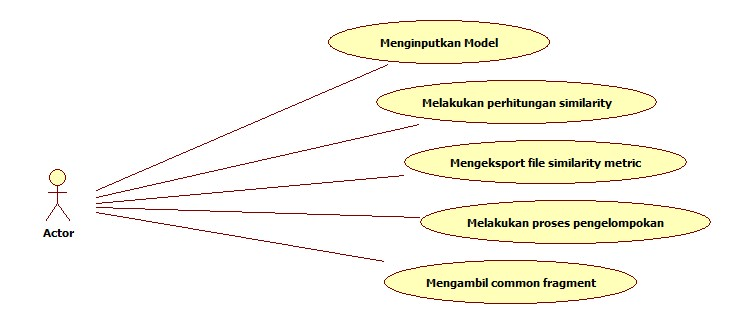 Menginputkan Model
Melakukan perhitungan similarity
Mengeksport file similarity metric
Melakukan proses pengelompokan
Mengambil common fragment
Actor